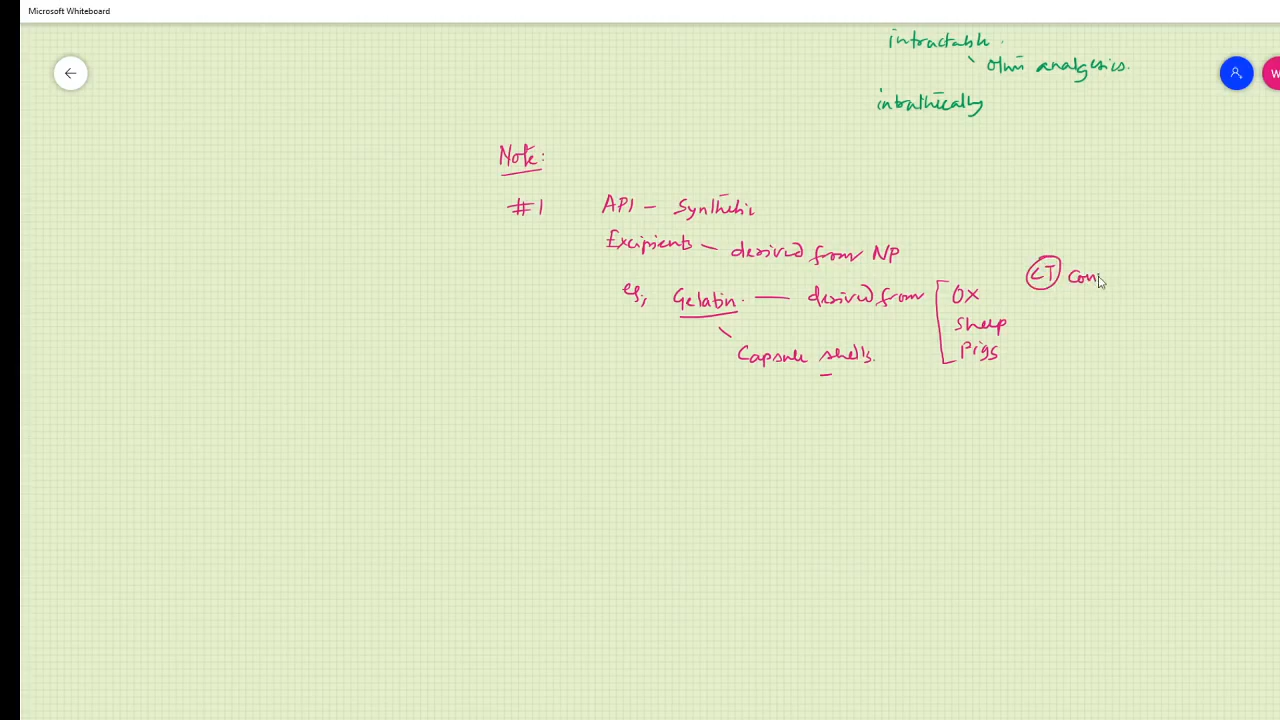 Microsoft Whiteboard
intractable.
other analgesics.
intrathecally
W
Note:
#1 API - Synthetic
Excipients - derived from NP
eg; Gelatin. — derived from OX
Sheep
Pigs
CT con
Capsule shells.